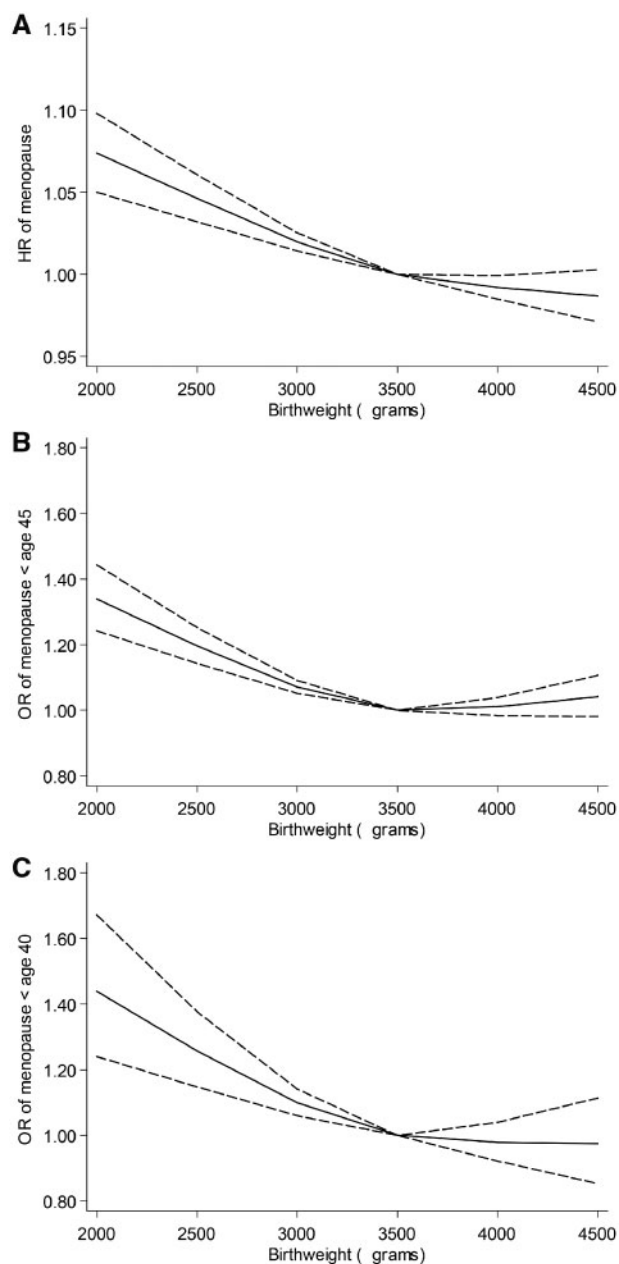 A
HR of menopause
1.15
1.10
1.05
1.00
0.95
2000 2500 3000 3500 4000 4500
Birthweight ( grams)
B
OR of menopause < age 45
1.80
1.60
1.40
1.20
1.00
0.80
2000 2500 3000 3500 4000 4500
Birthweight ( grams)
C
OR of menopause < age 40
1.80
1.60
1.40
1.20
1.00
0.80
2000 2500 3000 3500 4000 4500
Birthweight ( grams)